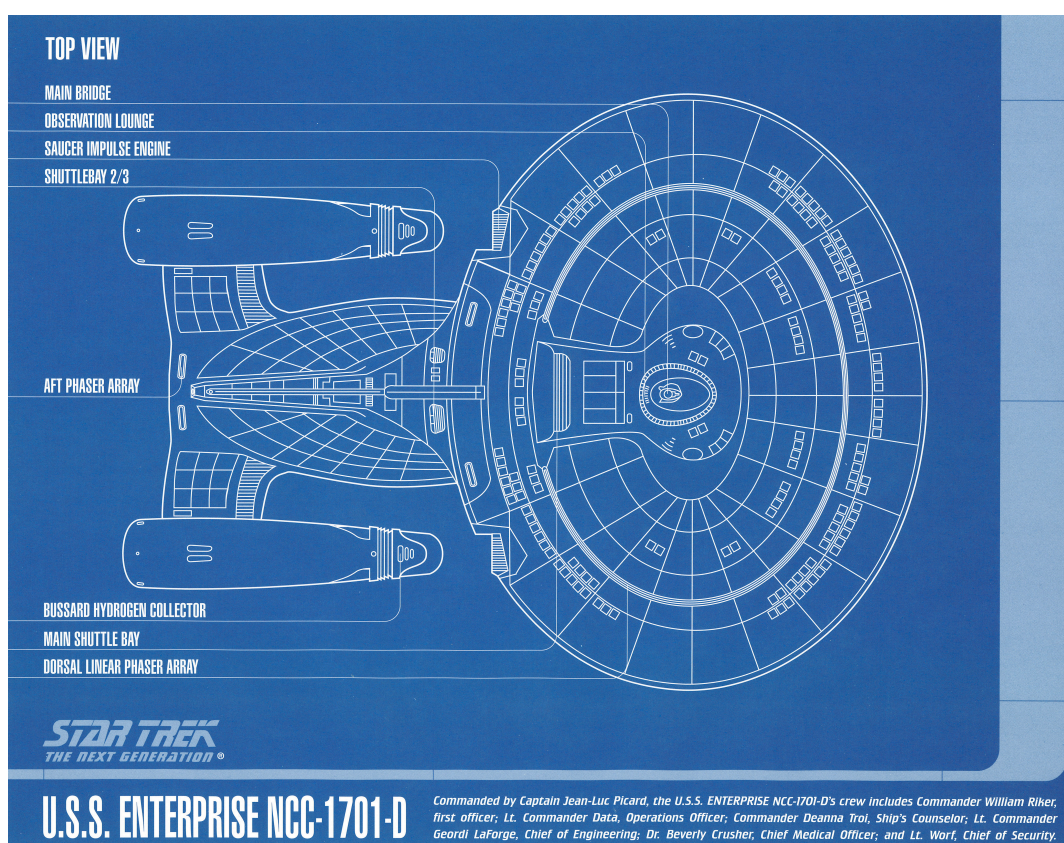 TOP VIEW
MAIN BRIDGE
OBSERVATION LOUNGE
SAUCER IMPULSE ENGINE
SHUTTLEBAY 2/3
AFT PHASER ARRAY
BUSSARD HYDROGEN COLLECTOR
MAIN SHUTTLE BAY
DORSAL LINEAR PHASER ARRAY
STAR TREK
THE NEXT GENERATION ®
U.S.S. ENTERPRISE NCC-1701-D
Commanded by Captain Jean-Luc Picard, the U.S.S. ENTERPRISE NCC-1701-D's crew includes Commander William Riker,
first officer; Lt. Commander Data, Operations Officer; Commander Deanna Troi, Ship's Counselor; Lt. Commander
Geordi LaForge, Chief of Engineering; Dr. Beverly Crusher, Chief Medical Officer; and Lt. Worf, Chief of Security.